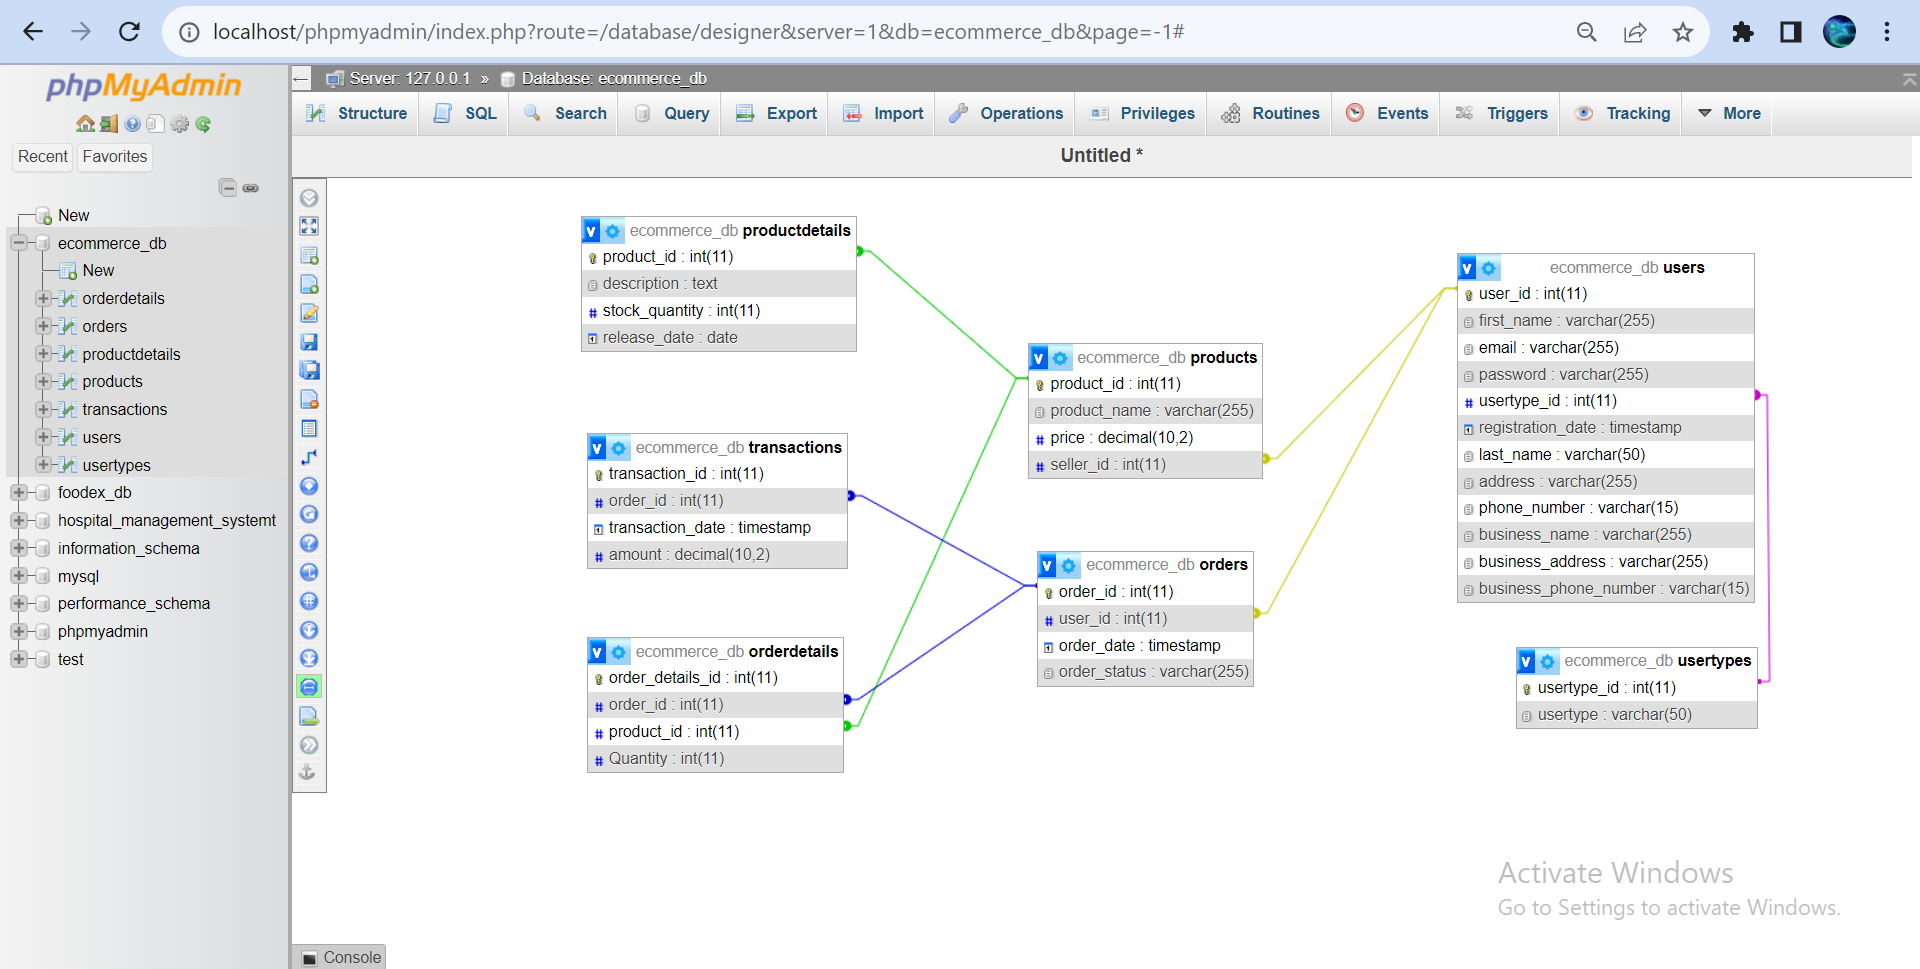 localhost/phpmyadmin/index.php?route=/database/designer&server=1&db=ecommerce_db&page=-1#
phpMyAdmin
Recent
Favorites
New
ecommerce_db
New
orderdetails
orders
productdetails
products
transactions
users
usertypes
foodex_db
hospital_management_systemt
information_schema
mysql
performance_schema
phpmyadmin
test
Server: 127.0.0.1 » Database: ecommerce_db
Structure SQL Search Query Export Import Operations Privileges Routines Events Triggers Tracking More
Untitled *
ecommerce_db productdetails
product_id : int(11)
description : text
stock_quantity : int(11)
release_date : date
ecommerce_db transactions
transaction_id : int(11)
order_id : int(11)
transaction_date : timestamp
amount : decimal(10,2)
ecommerce_db orderdetails
order_details_id : int(11)
order_id : int(11)
product_id : int(11)
Quantity : int(11)
ecommerce_db products
product_id : int(11)
product_name : varchar(255)
price : decimal(10,2)
seller_id : int(11)
ecommerce_db orders
order_id : int(11)
user_id : int(11)
order_date : timestamp
order_status : varchar(255)
ecommerce_db users
user_id : int(11)
first_name : varchar(255)
email : varchar(255)
password : varchar(255)
usertype_id : int(11)
registration_date : timestamp
last_name : varchar(50)
address : varchar(255)
phone_number : varchar(15)
business_name : varchar(255)
business_address : varchar(255)
business_phone_number : varchar(15)
ecommerce_db usertypes
usertype_id : int(11)
usertype : varchar(50)
Activate Windows
Go to Settings to activate Windows.
Console